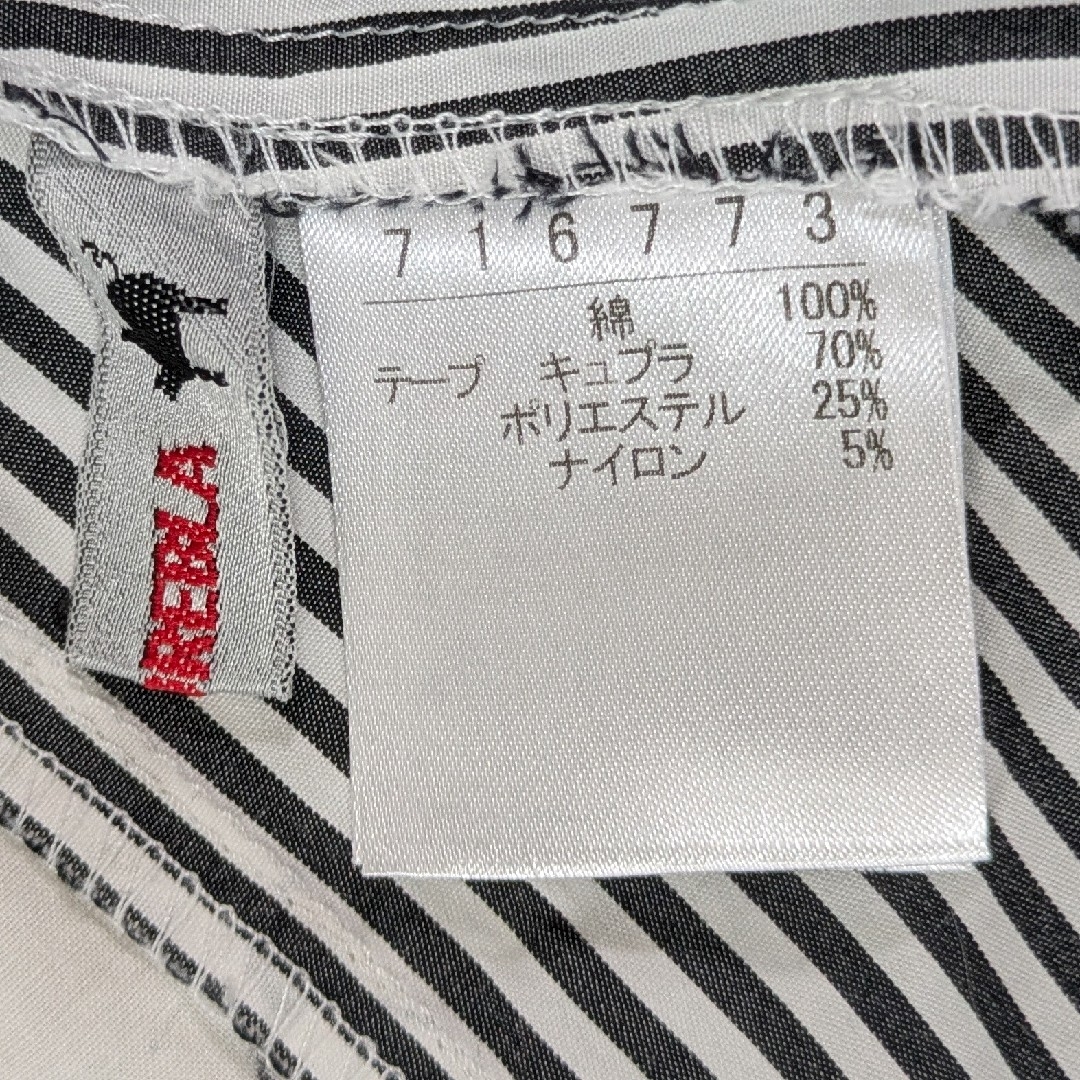 7 1 6 7 7 3
綿 100%
テープ キュプラ 70%
ポリエステル 25%
ナイロン 5%
REBLA